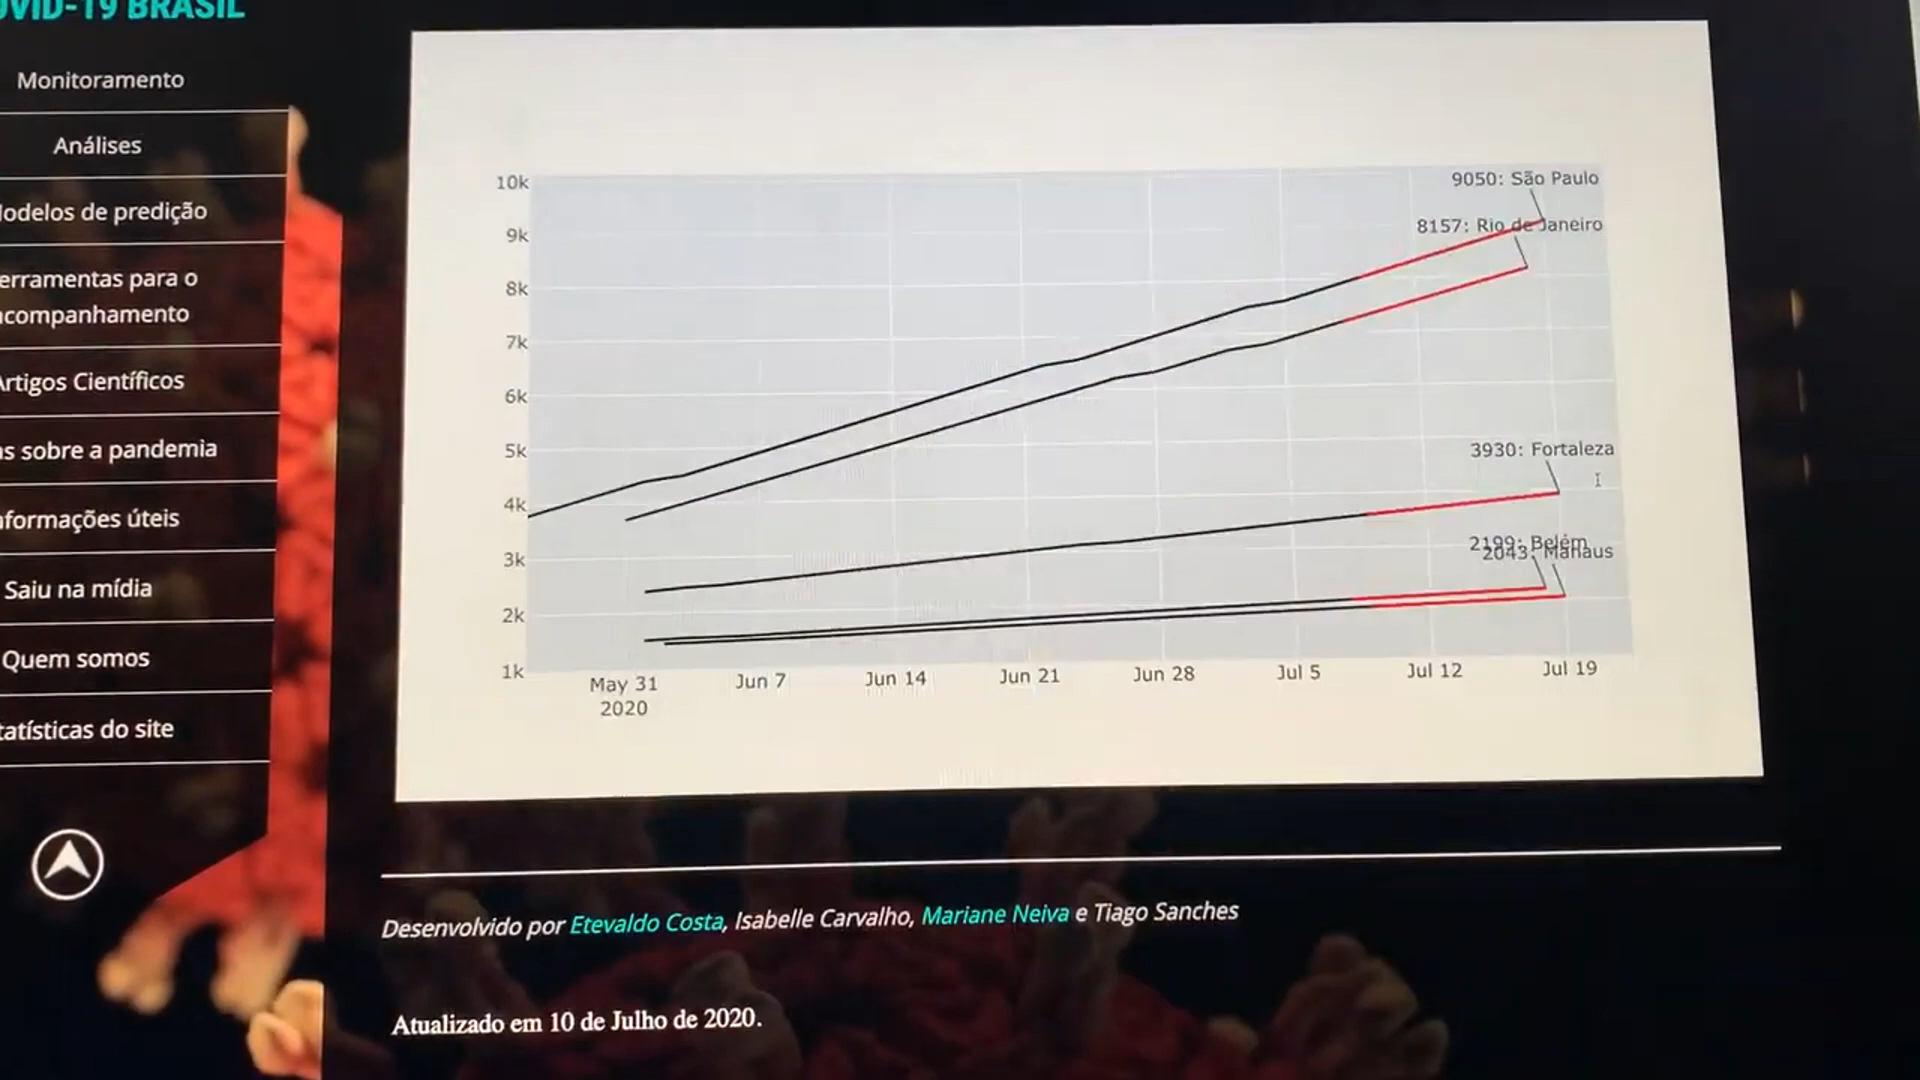 OVID-19 BRASIL
Monitoramento
Análises
odelos de predição
erramentas para o
companhamento
Artigos Científicos
as sobre a pandemia
nformações úteis
Saiu na mídia
Quem somos
tatísticas do site
10k
9k
8k
7k
6k
5k
4k
3k
2k
1k
9050: São Paulo
8157: Rio de Janeiro
3930: Fortaleza
2199: Belém
2043: Manaus
May 31
2020
Jun 7
Jun 14
Jun 21
Jun 28
Jul 5
Jul 12
Jul 19
Desenvolvido por Etevaldo Costa, Isabelle Carvalho, Mariane Neiva e Tiago Sanches
Atualizado em 10 de Julho de 2020.